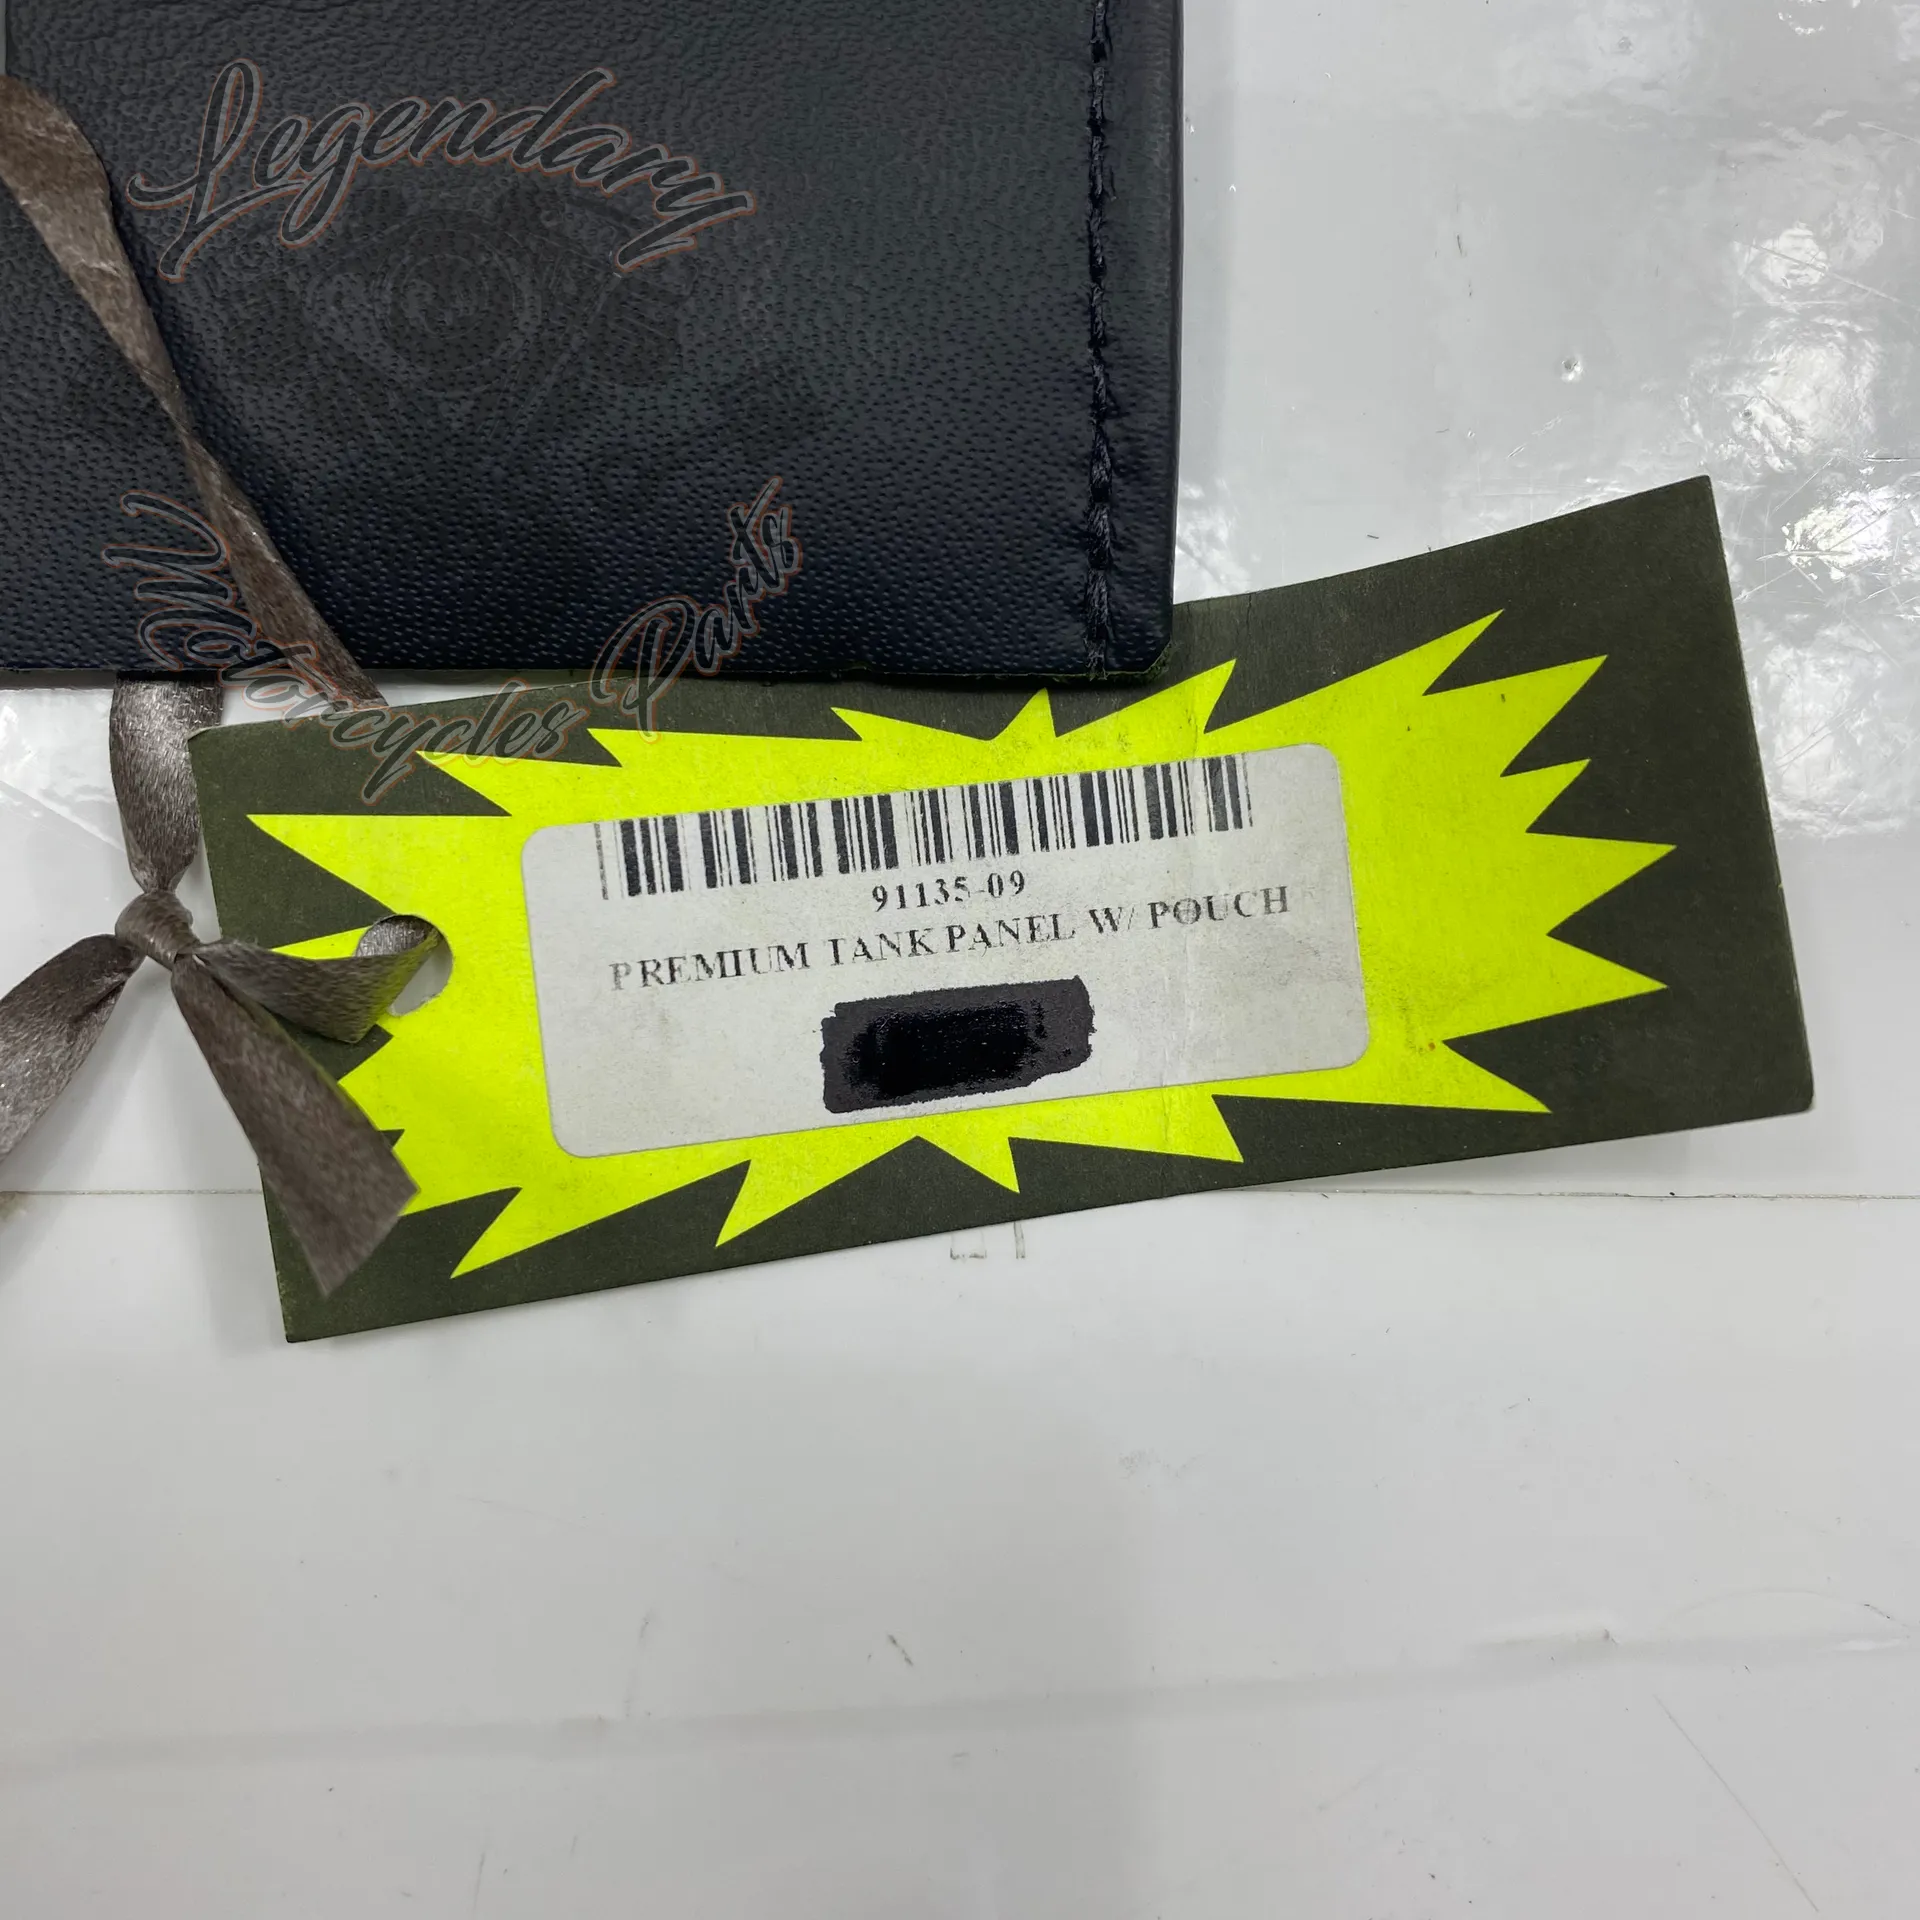 Legendary
Motorcycles Parts
91135-09
PREMIUM TANK PANEL W/ POUCH